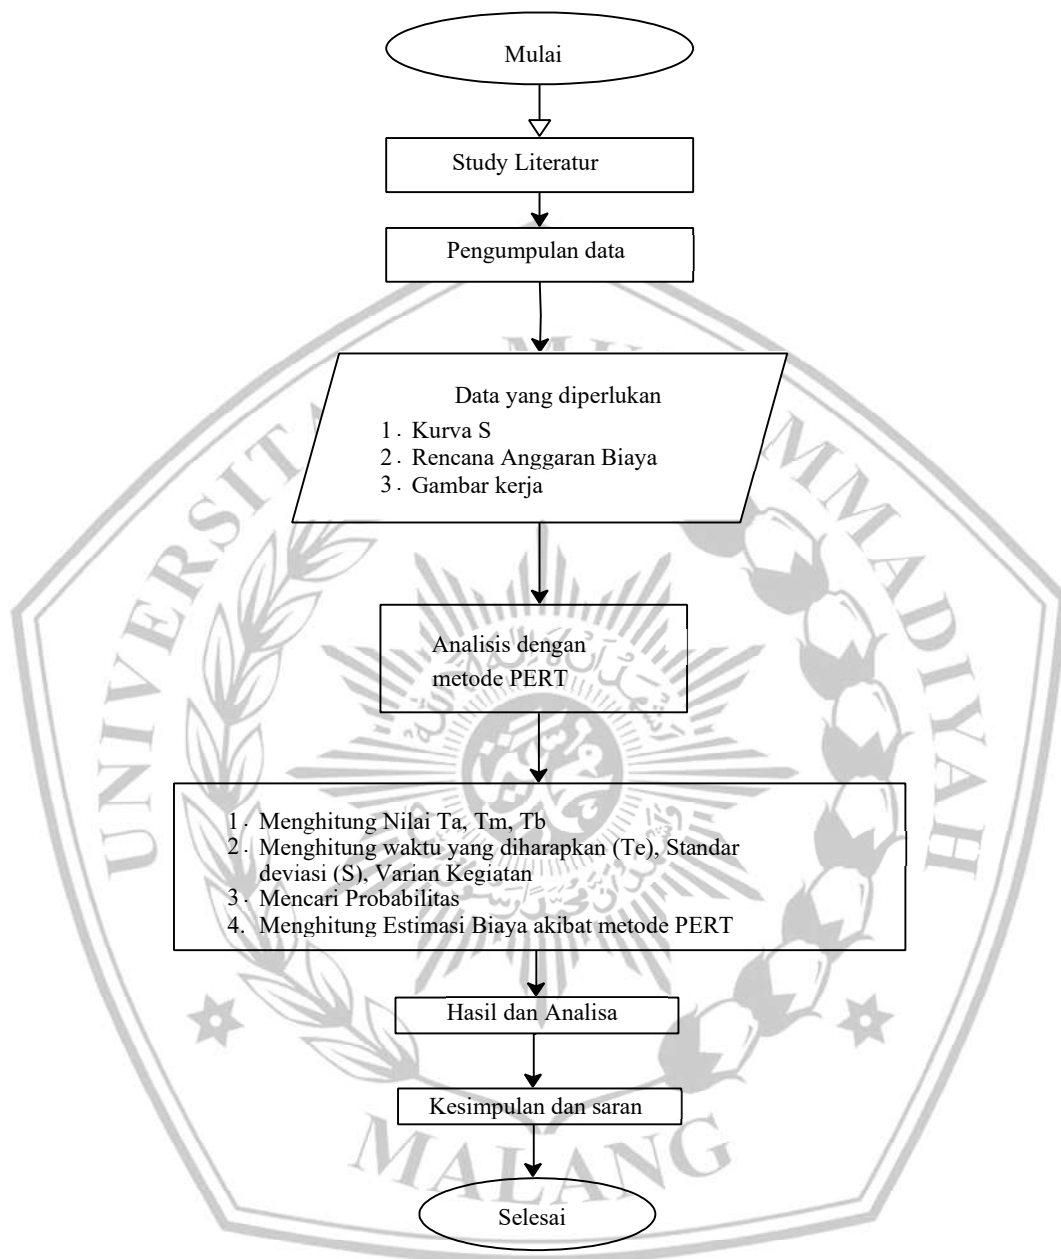 Mulai
Study Literatur
Pengumpulan data
Data yang diperlukan
1. Kurva S
2. Rencana Anggaran Biaya
3. Gambar kerja
Analisis dengan
metode PERT
1. Menghitung Nilai Ta, Tm, Tb
2. Menghitung waktu yang diharapkan (Te), Standar
deviasi (S), Varian Kegiatan
3. Mencari Probabilitas
4. Menghitung Estimasi Biaya akibat metode PERT
Hasil dan Analisa
Kesimpulan dan saran
Selesai
MALANG